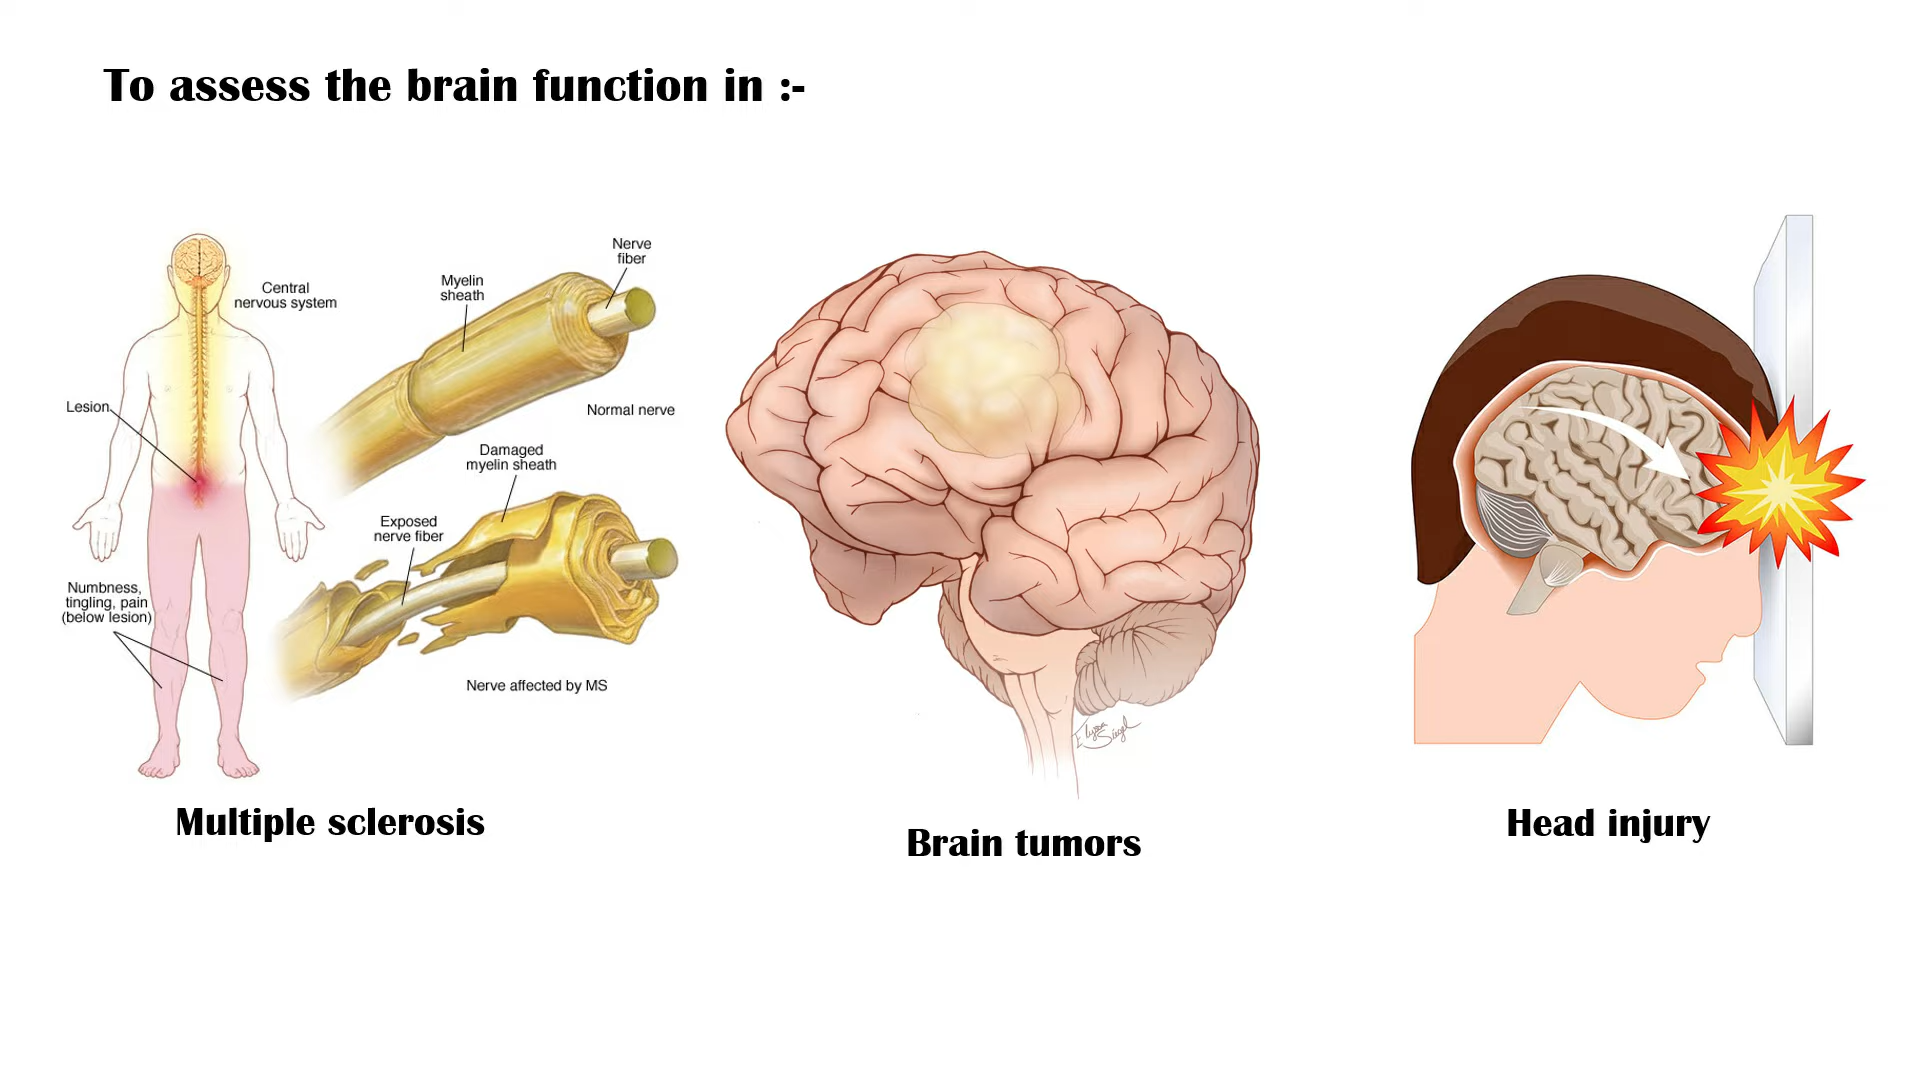 To assess the brain function in :-
Central
nervous system
Lesion
Numbness,
tingling, pain
(below lesion)
Nerve
fiber
Myelin
sheath
Normal nerve
Damaged
myelin sheath
Exposed
nerve fiber
Nerve affected by MS
Multiple sclerosis
Brain tumors
Head injury